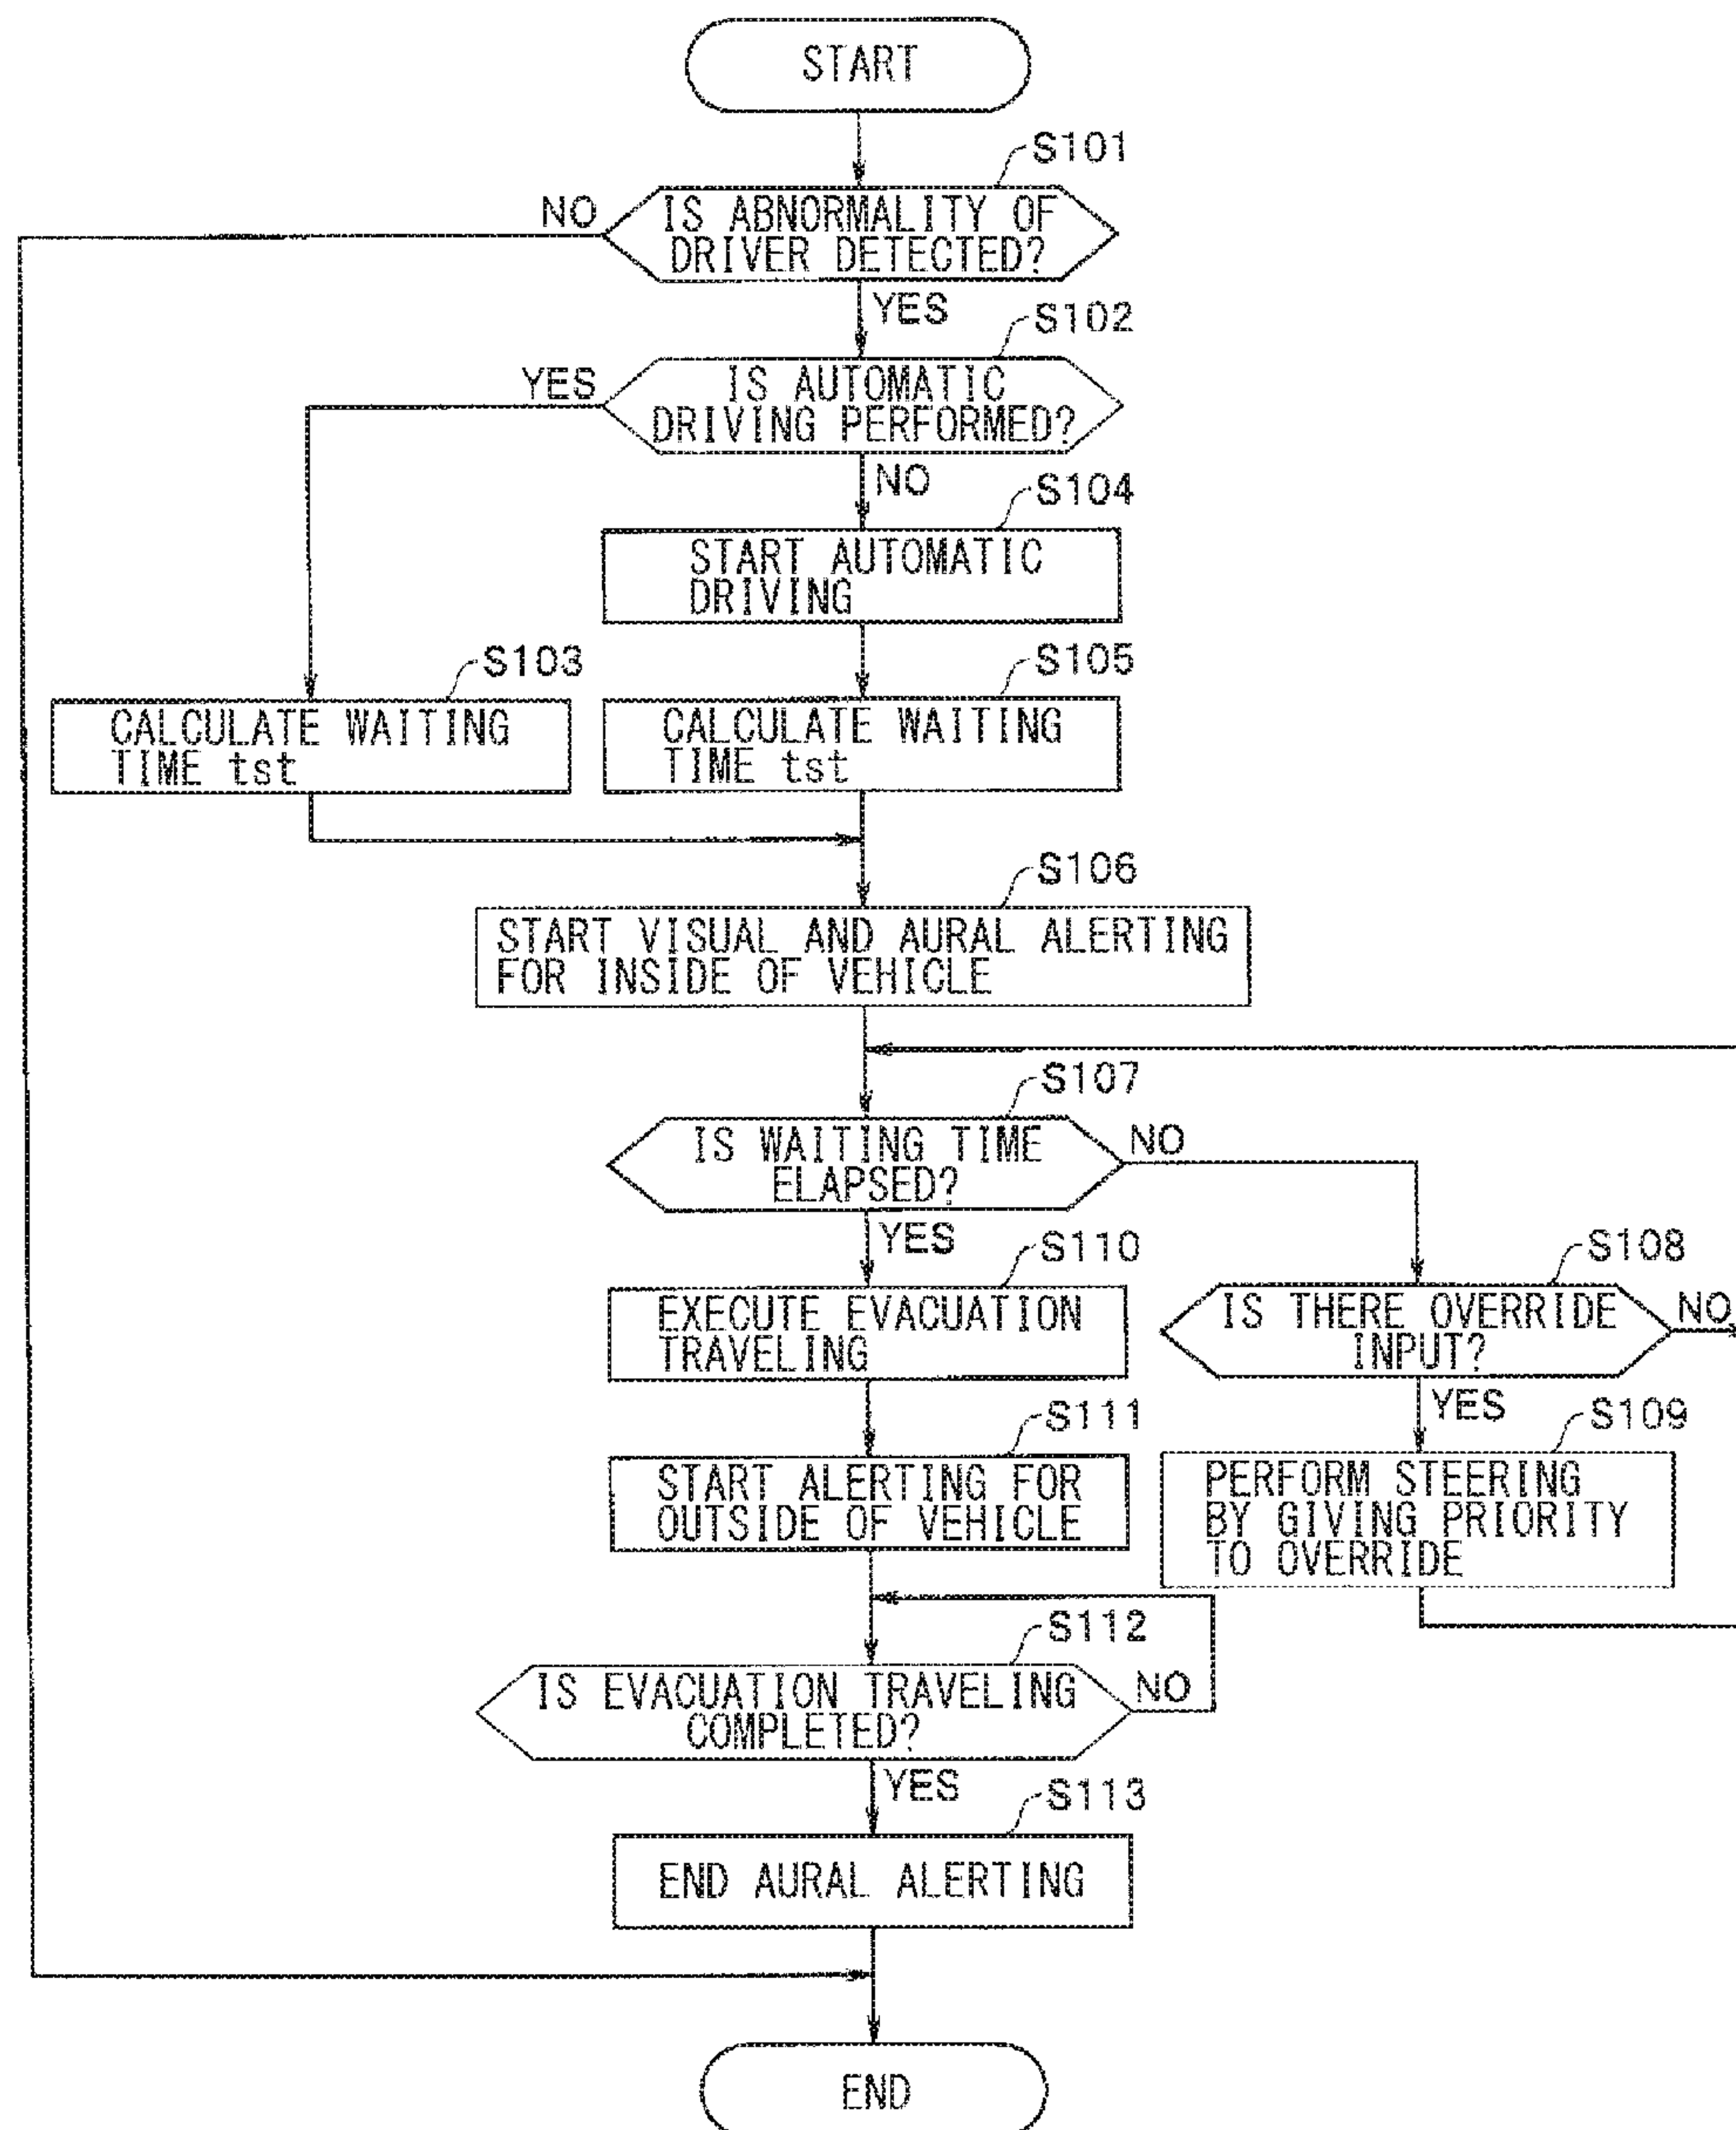 START
S101
IS ABNORMALITY OF
DRIVER DETECTED?
NO
YES
S102
IS AUTOMATIC
DRIVING PERFORMED?
YES
NO
S104
START AUTOMATIC
DRIVING
S103
CALCULATE WAITING
TIME tst
S105
CALCULATE WAITING
TIME tst
S106
START VISUAL AND AURAL ALERTING
FOR INSIDE OF VEHICLE
S107
IS WAITING TIME
ELAPSED?
NO
YES
S110
EXECUTE EVACUATION
TRAVELING
S108
IS THERE OVERRIDE
INPUT?
NO
YES
S111
START ALERTING FOR
OUTSIDE OF VEHICLE
S109
PERFORM STEERING
BY GIVING PRIORITY
TO OVERRIDE
S112
IS EVACUATION TRAVELING
COMPLETED?
NO
YES
S113
END AURAL ALERTING
END